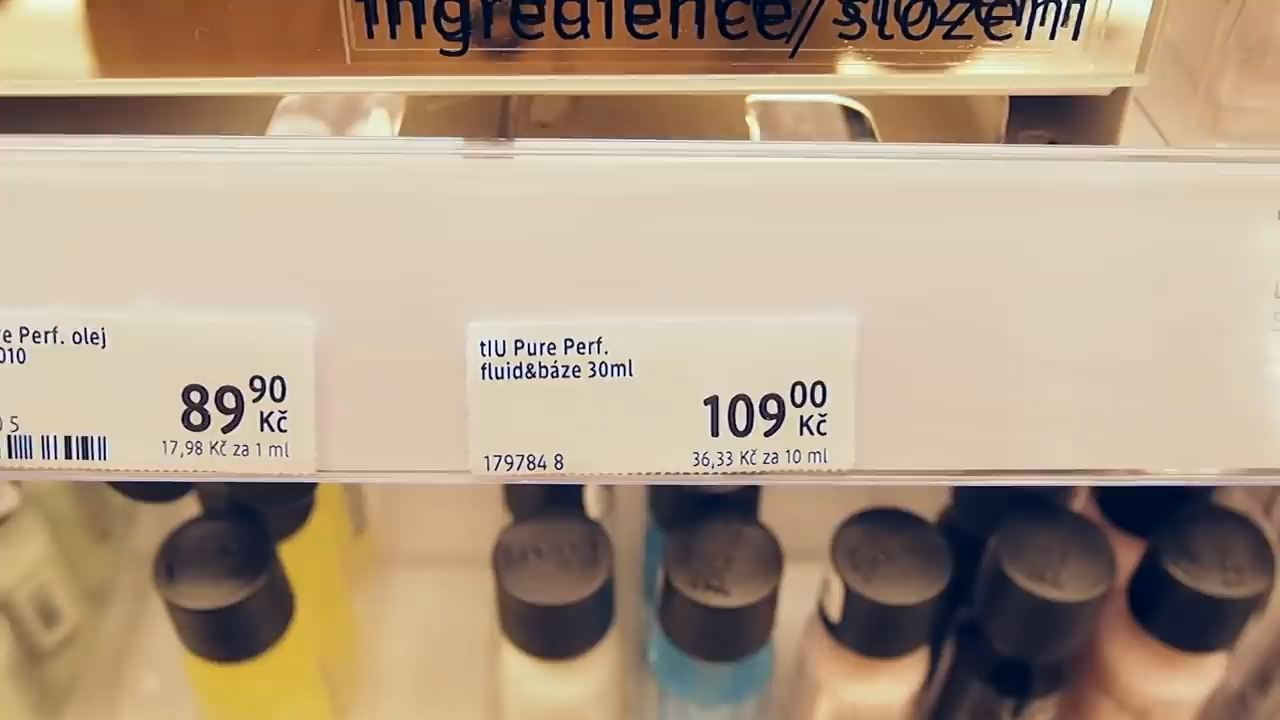 ingredience/složení
e Perf. olej
010
89 90 Kč
5
17,98 Kč za 1 ml
tIU Pure Perf.
fluid&báze 30ml
109 00 Kč
179784 8
36,33 Kč za 10 ml